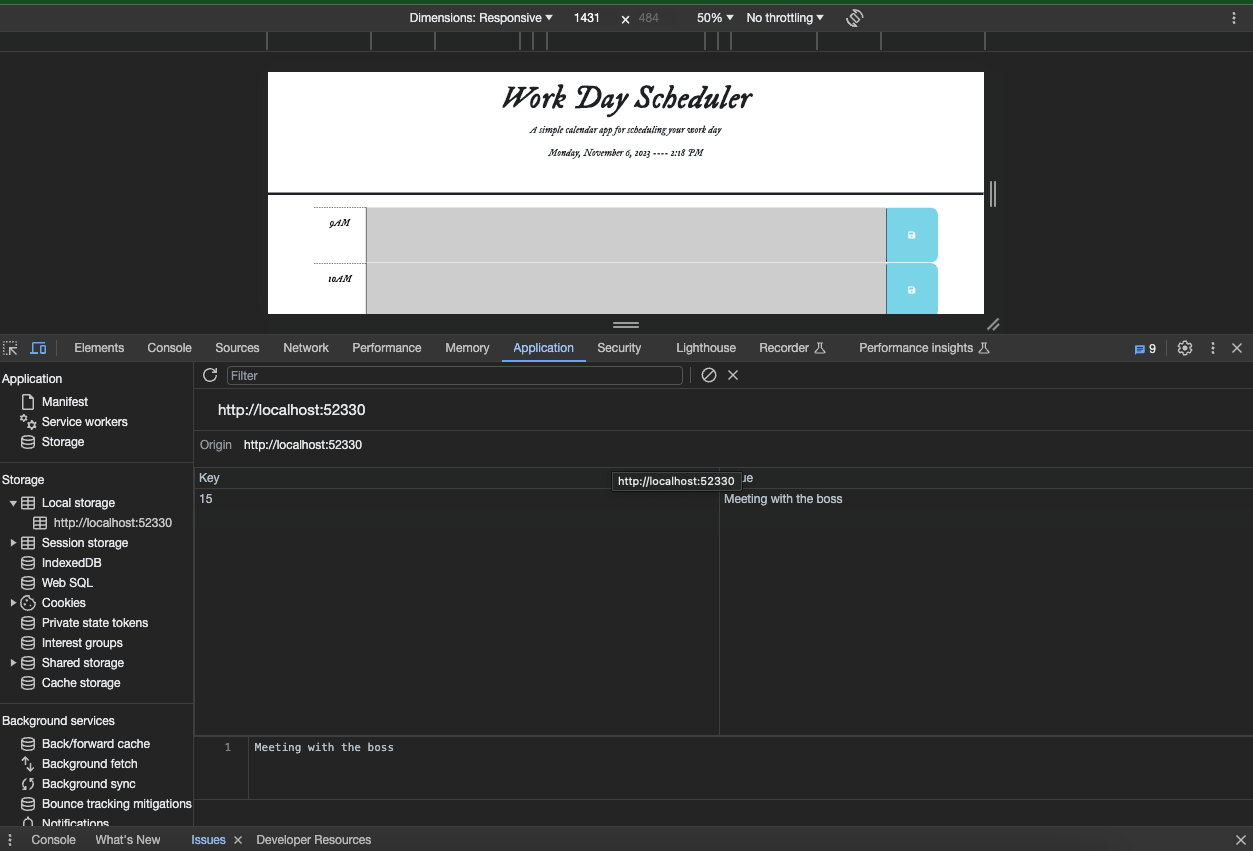 Dimensions: Responsive 1431 x 484 50% No throttling
Work Day Scheduler
A simple calendar app for scheduling your work day
Monday, November 6, 2023 ---- 2:18 PM
9AM
10AM
Elements Console Sources Network Performance Memory Application Security Lighthouse Recorder Performance insights 9
Application
Manifest
Service workers
Storage
Storage
Local storage
http://localhost:52330
Session storage
IndexedDB
Web SQL
Cookies
Private state tokens
Interest groups
Shared storage
Cache storage
Background services
Back/forward cache
Background fetch
Background sync
Bounce tracking mitigations
Notifications
Filter
http://localhost:52330
Origin http://localhost:52330
Key ue
http://localhost:52330
15 Meeting with the boss
1 Meeting with the boss
Console What's New Issues Developer Resources